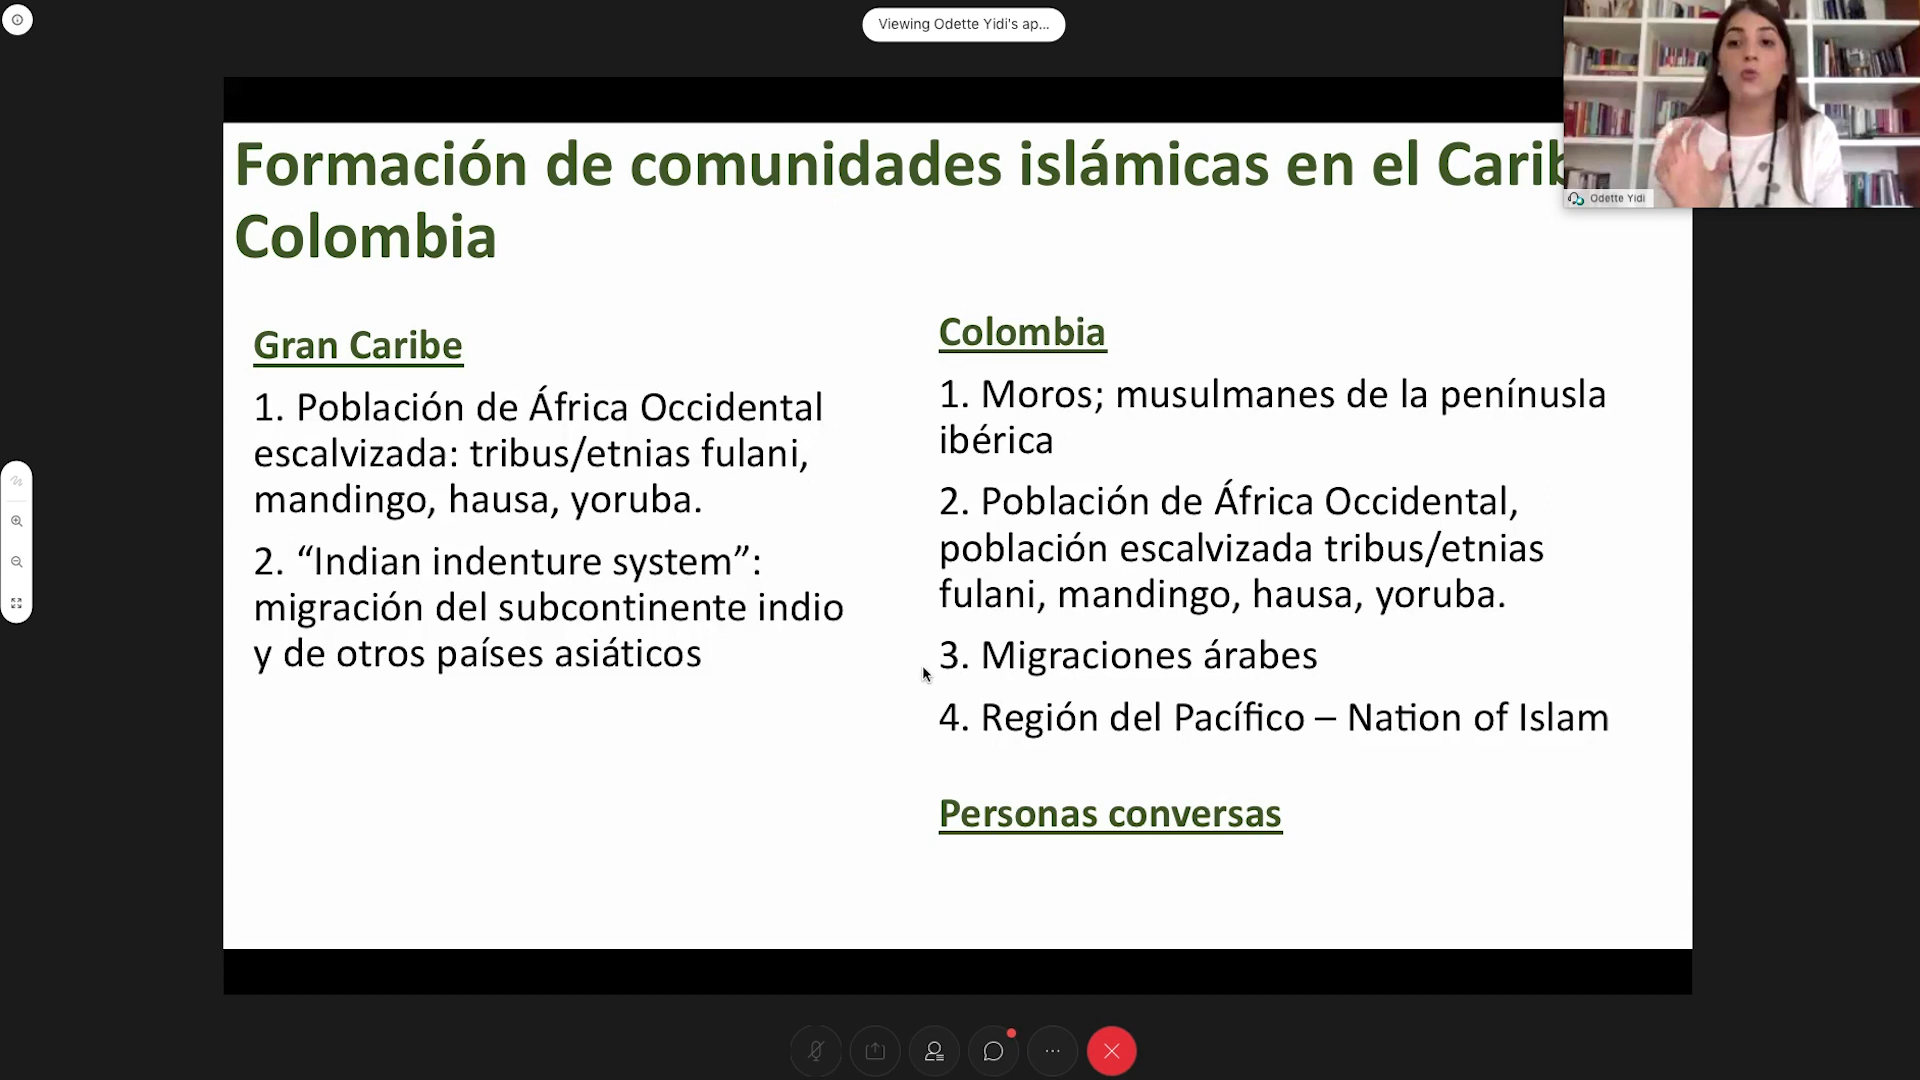 Viewing Odette Yidi's ap...
Formación de comunidades islámicas en el Carib
Colombia
Gran Caribe
1. Población de África Occidental
escalvizada: tribus/etnias fulani,
mandingo, hausa, yoruba.
2. “Indian indenture system”:
migración del subcontinente indio
y de otros países asiáticos
Colombia
1. Moros; musulmanes de la penínusla
ibérica
2. Población de África Occidental,
población escalvizada tribus/etnias
fulani, mandingo, hausa, yoruba.
3. Migraciones árabes
4. Región del Pacífico – Nation of Islam
Personas conversas
Odette Yidi